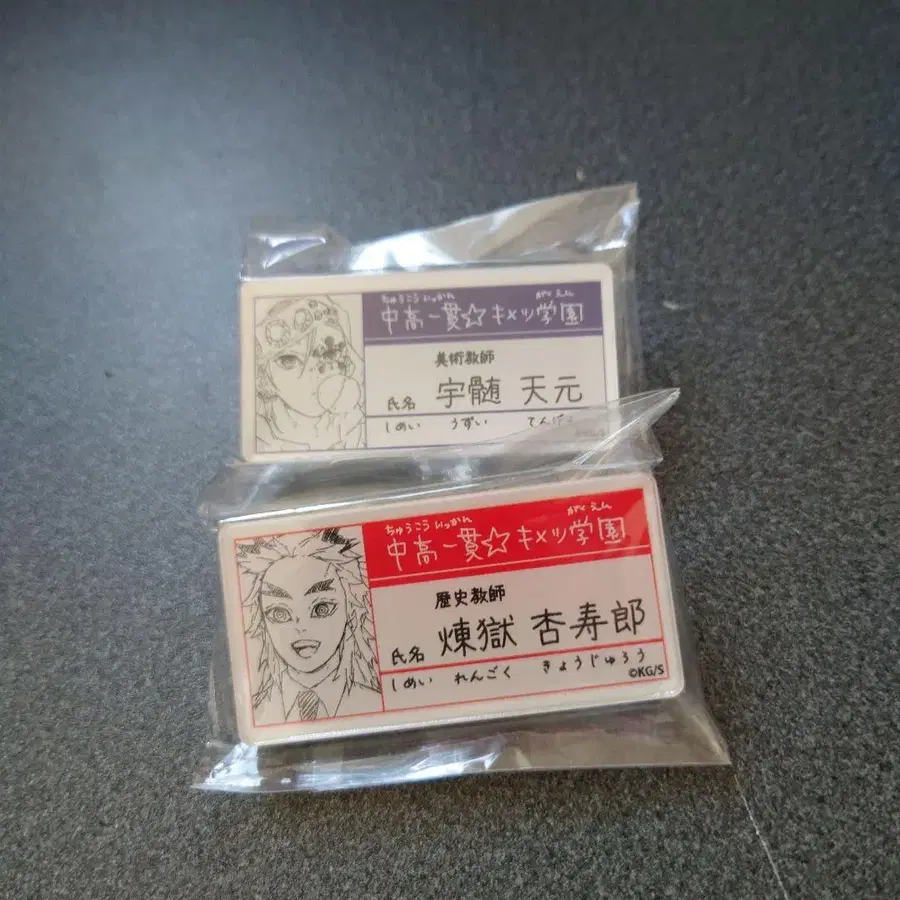 ちゅうこういっかん がくえん
中高一貫☆キメツ学園
美術教師
氏名 宇髄 天元
しめい うずい てんげん
ちゅうこういっかん がくえん
中高一貫☆キメツ学園
歴史教師
氏名 煉獄 杏寿郎
しめい れんごく きょうじゅろう
©KG/S